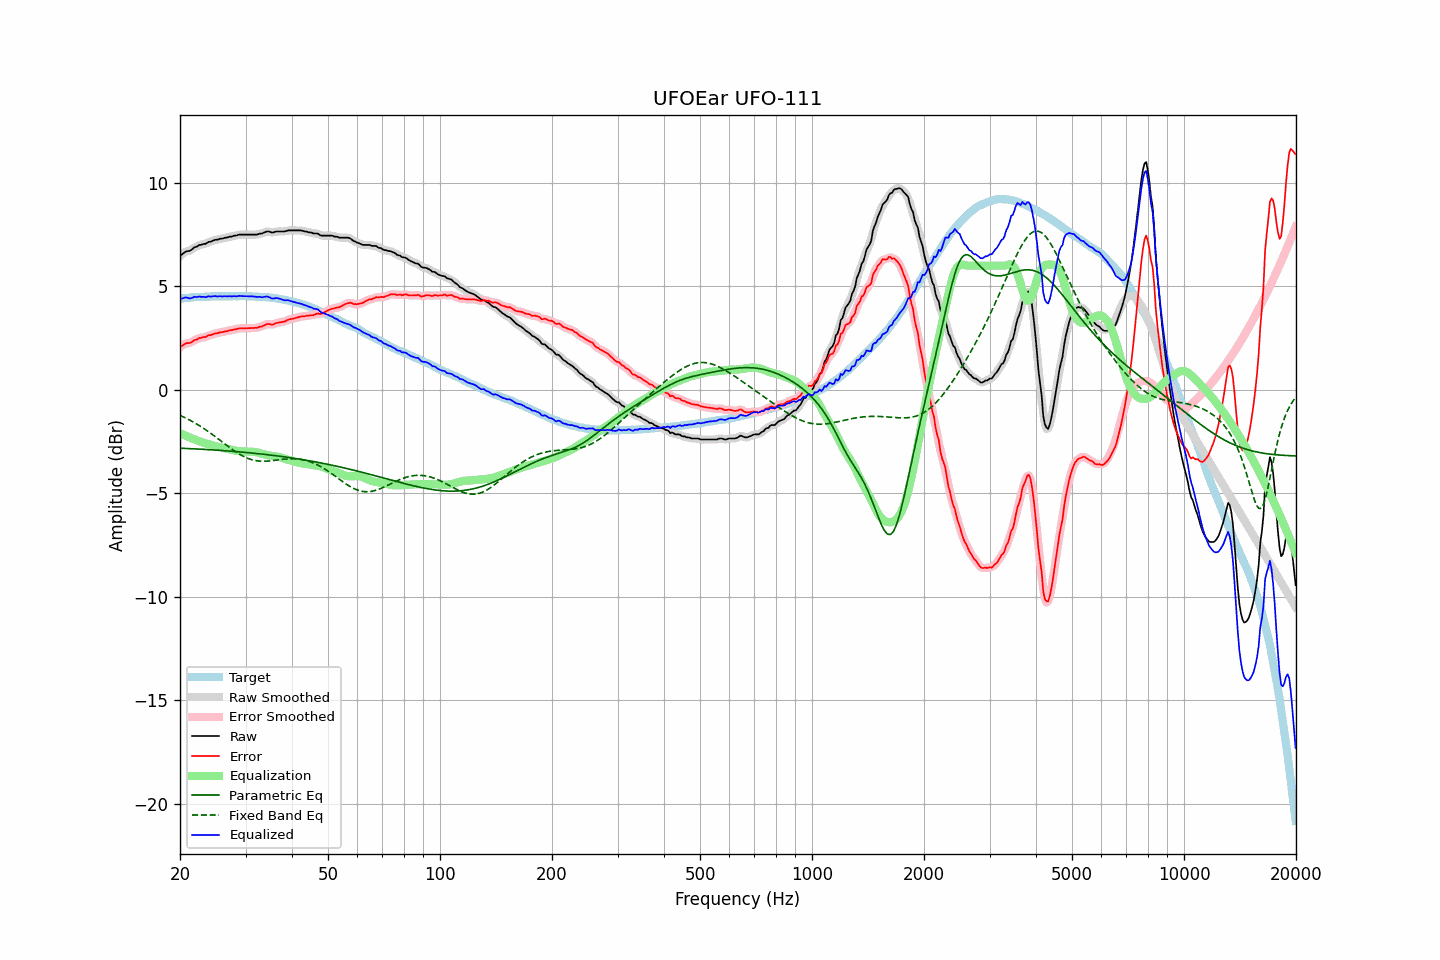 UFOEar UFO-111
Amplitude (dBr)
10
5
0
−5
−10
−15
−20
Target
Raw Smoothed
Error Smoothed
Raw
Error
Equalization
Parametric Eq
Fixed Band Eq
Equalized
20 50 100 200 500 1000 2000 5000 10000 20000
Frequency (Hz)